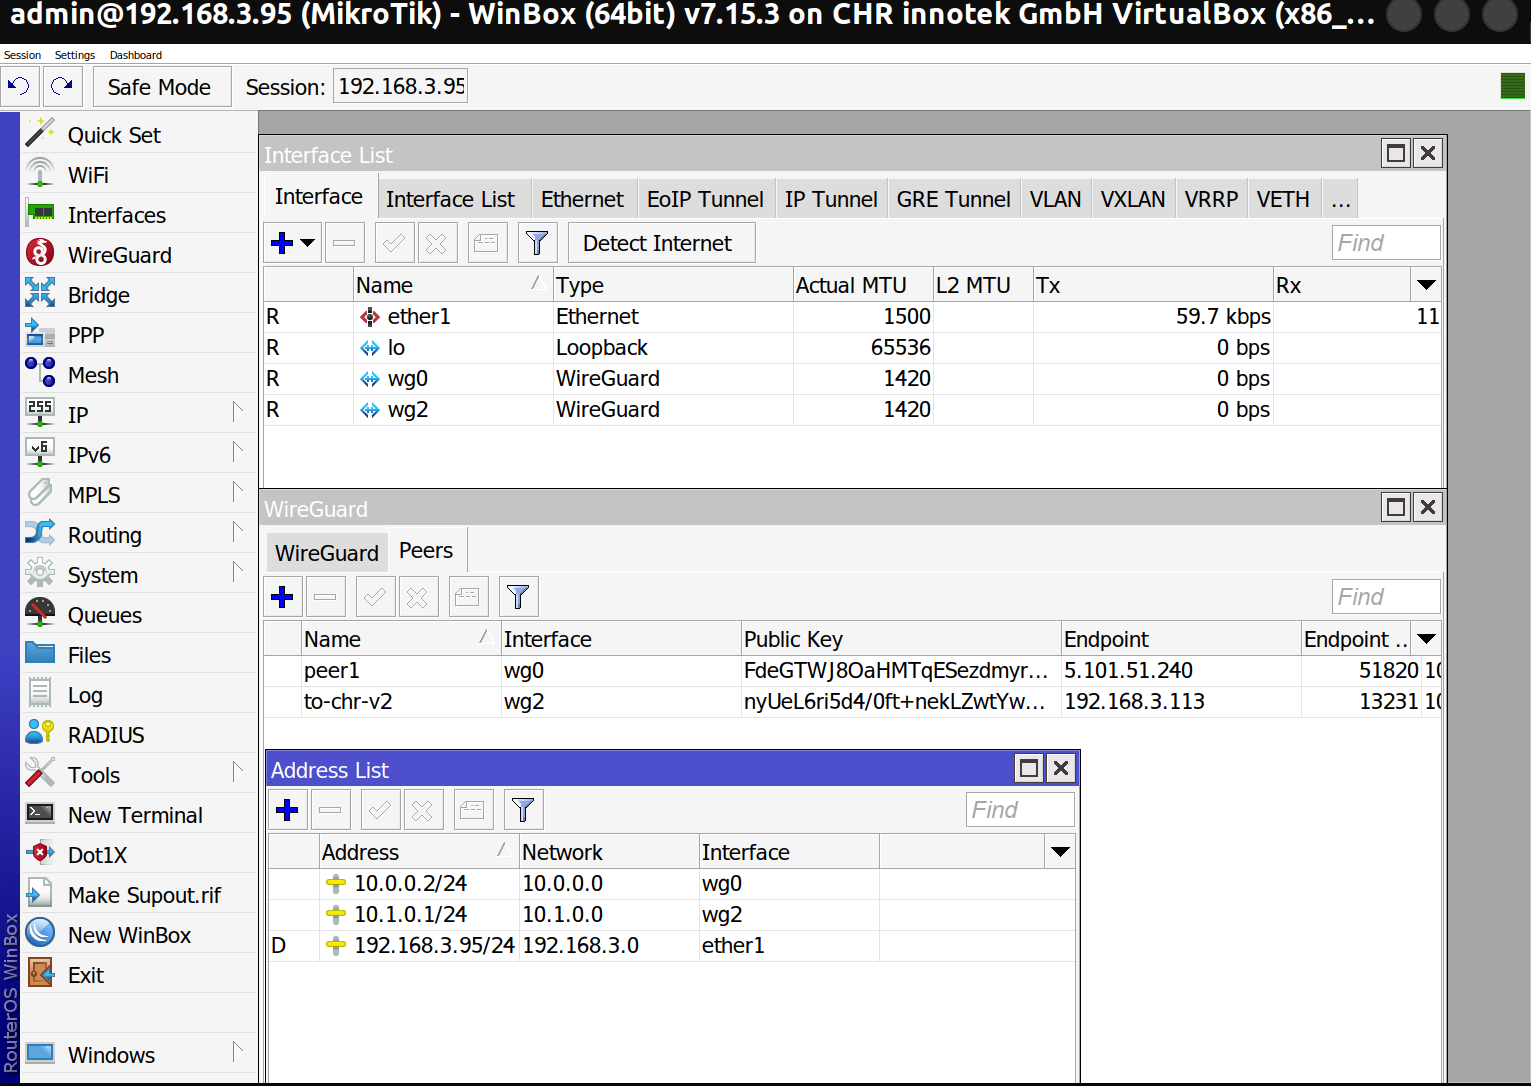 admin@192.168.3.95 (MikroTik) - WinBox (64bit) v7.15.3 on CHR innotek GmbH VirtualBox (x86_...
Session Settings Dashboard
Safe Mode Session: 192.168.3.95
Quick Set
WiFi
Interfaces
WireGuard
Bridge
PPP
Mesh
IP
IPv6
MPLS
Routing
System
Queues
Files
Log
RADIUS
Tools
New Terminal
Dot1X
Make Supout.rif
New WinBox
Exit
Windows
RouterOS WinBox
Interface List
Interface Interface List Ethernet EoIP Tunnel IP Tunnel GRE Tunnel VLAN VXLAN VRRP VETH ...
Detect Internet Find
Name Type Actual MTU L2 MTU Tx Rx
R ether1 Ethernet 1500 59.7 kbps 11
R lo Loopback 65536 0 bps
R wg0 WireGuard 1420 0 bps
R wg2 WireGuard 1420 0 bps
WireGuard
WireGuard Peers
Find
Name Interface Public Key Endpoint Endpoint ..
peer1 wg0 FdeGTWJ8OaHMTqESezdmyr... 5.101.51.240 51820 10
to-chr-v2 wg2 nyUeL6ri5d4/0ft+nekLZwtYw... 192.168.3.113 13231 10
Address List
Find
Address Network Interface
10.0.0.2/24 10.0.0.0 wg0
10.1.0.1/24 10.1.0.0 wg2
D 192.168.3.95/24 192.168.3.0 ether1